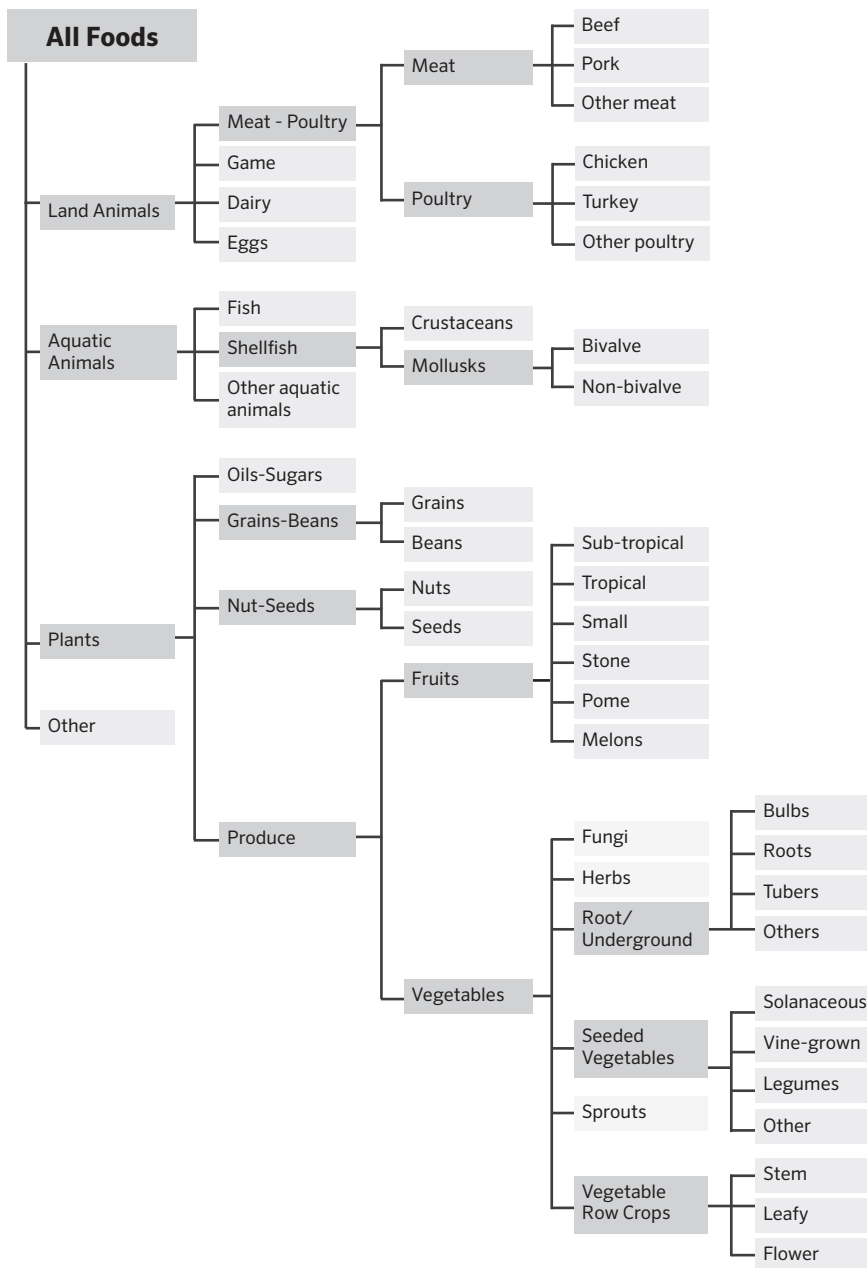 All Foods
Land Animals
Meat - Poultry
Meat
Beef
Pork
Other meat
Poultry
Chicken
Turkey
Other poultry
Game
Dairy
Eggs
Aquatic
Animals
Fish
Shellfish
Crustaceans
Mollusks
Bivalve
Non-bivalve
Other aquatic
animals
Plants
Oils-Sugars
Grains-Beans
Grains
Beans
Nut-Seeds
Nuts
Seeds
Produce
Fruits
Sub-tropical
Tropical
Small
Stone
Pome
Melons
Vegetables
Fungi
Herbs
Root/
Underground
Bulbs
Roots
Tubers
Others
Seeded
Vegetables
Solanaceous
Vine-grown
Legumes
Other
Sprouts
Vegetable
Row Crops
Stem
Leafy
Flower
Other